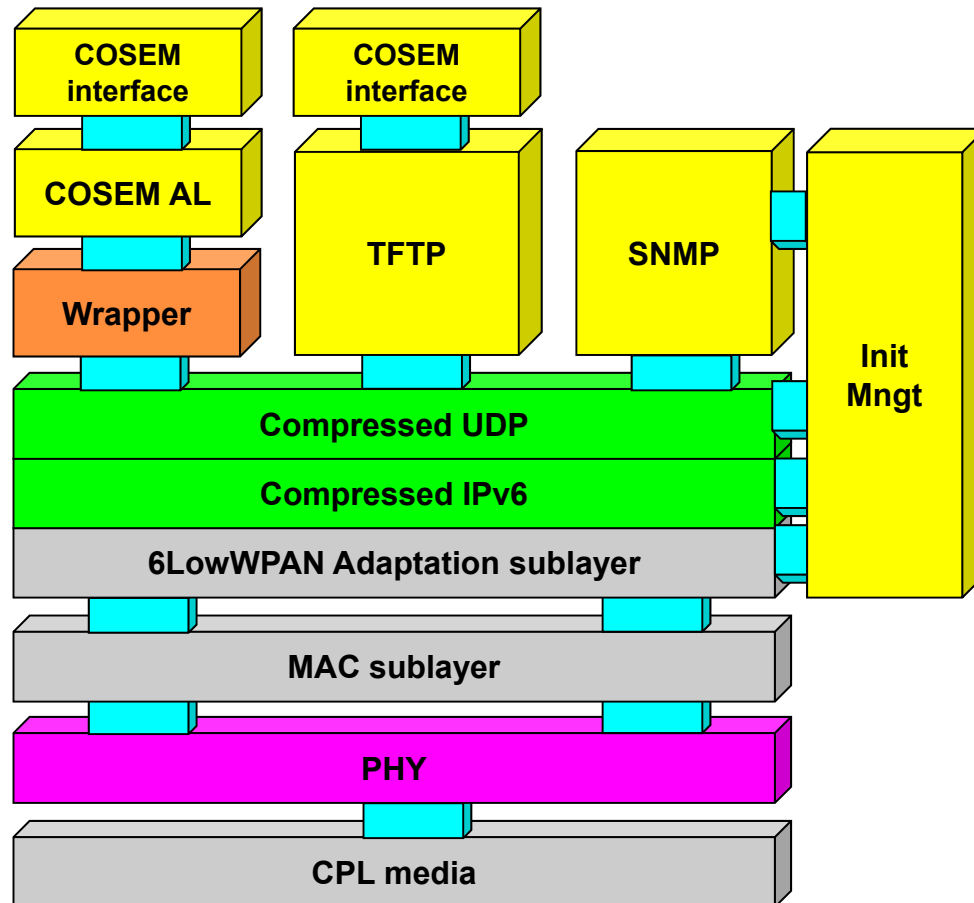 COSEM
interface
COSEM
interface
COSEM AL
TFTP
SNMP
Wrapper
Init
Mngt
Compressed UDP
Compressed IPv6
6LowWPAN Adaptation sublayer
MAC sublayer
PHY
CPL media